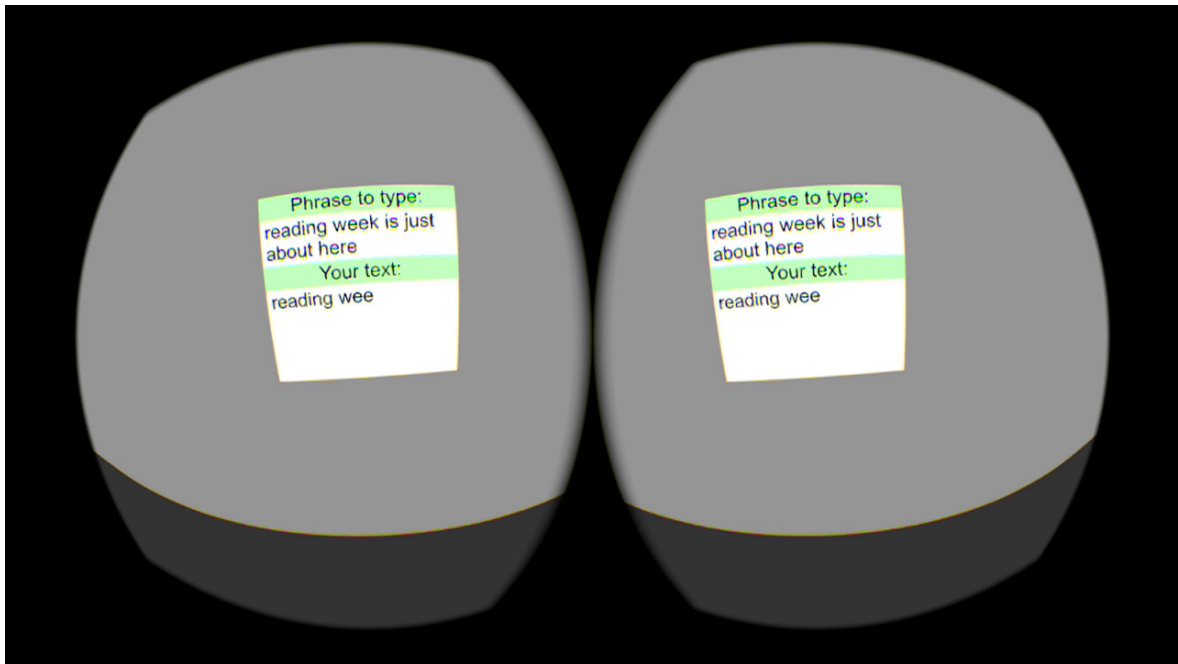 Phrase to type:
reading week is just
about here
Your text:
reading wee
Phrase to type:
reading week is just
about here
Your text:
reading wee